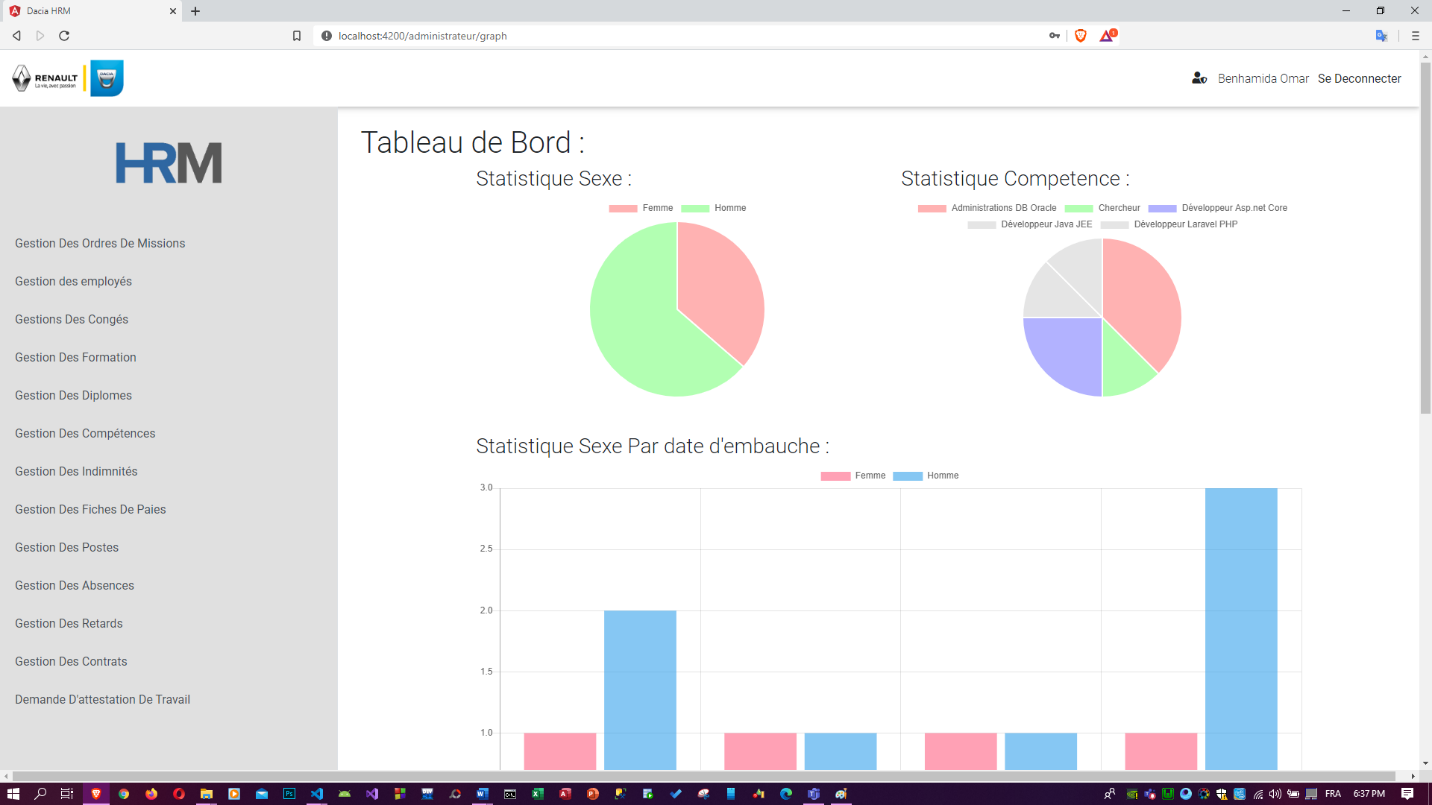 Dacia HRM
localhost:4200/administrateur/graph
RENAULT
La vie, avec passion
DACIA
Benhamida Omar Se Deconnecter
HRM
Gestion Des Ordres De Missions
Gestion des employés
Gestions Des Congés
Gestion Des Formation
Gestion Des Diplomes
Gestion Des Compétences
Gestion Des Indimnités
Gestion Des Fiches De Paies
Gestion Des Postes
Gestion Des Absences
Gestion Des Retards
Gestion Des Contrats
Demande D'attestation De Travail
Tableau de Bord :
Statistique Sexe :
Femme Homme
Statistique Competence :
Administrations DB Oracle Chercheur Développeur Asp.net Core
Développeur Java JEE Développeur Laravel PHP
Statistique Sexe Par date d'embauche :
Femme Homme
3.0
2.5
2.0
1.5
1.0
FRA 6:37 PM